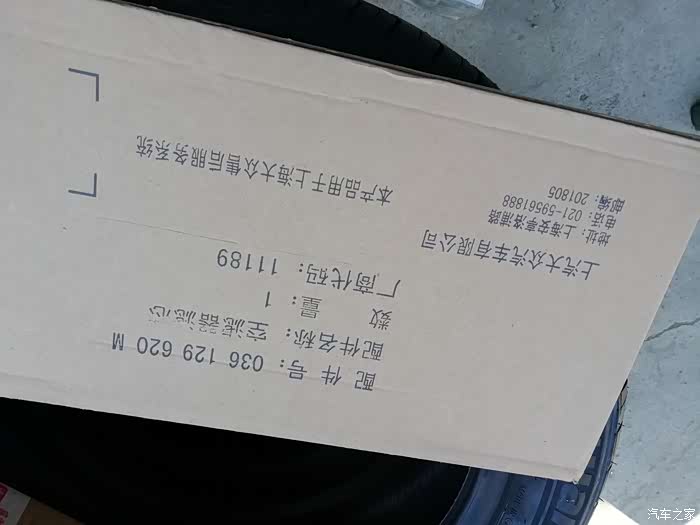 配 件 号: 036 129 620 M
配件名称: 空滤器滤芯
数 量: 1
厂商代码: 11189
本产品用于上海大众售后服务系统
上汽大众汽车有限公司
地址: 上海安亭洛浦路
电话: 021-59561888
邮编: 201805
汽车之家